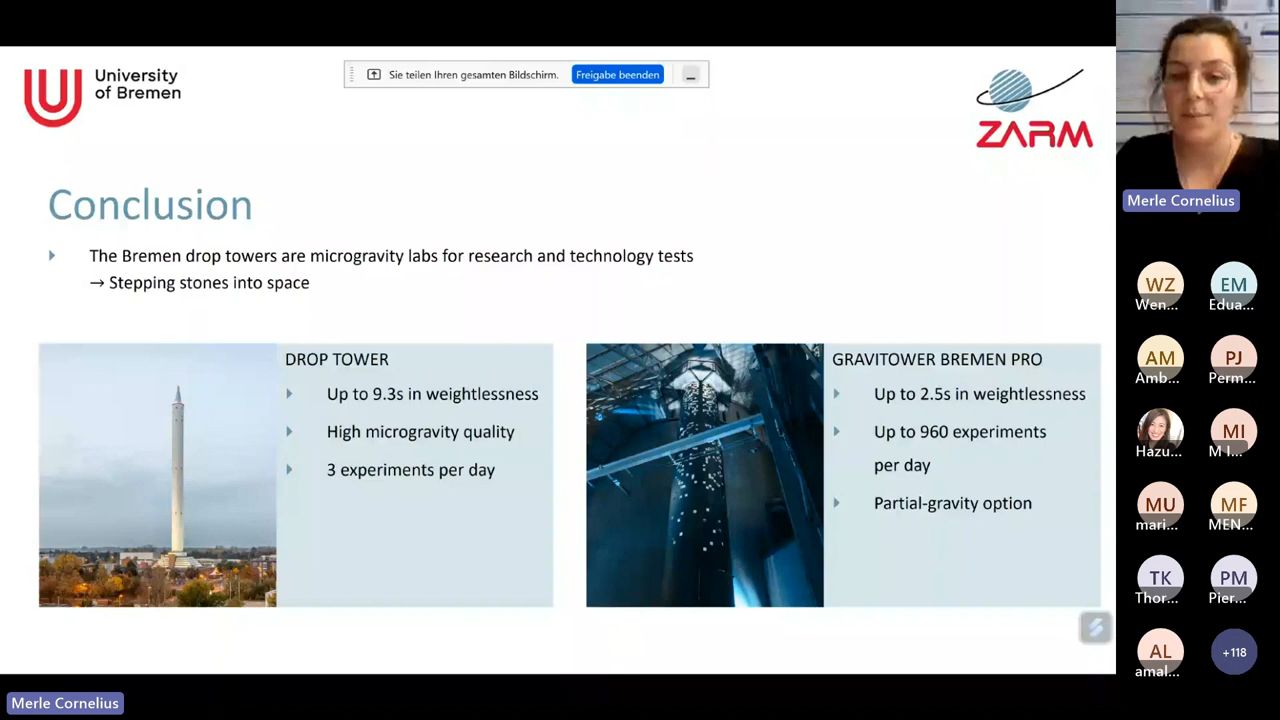 University
of Bremen
Sie teilen Ihren gesamten Bildschirm. Freigabe beenden
ZARM
Conclusion
The Bremen drop towers are microgravity labs for research and technology tests
→ Stepping stones into space
DROP TOWER
Up to 9.3s in weightlessness
High microgravity quality
3 experiments per day
GRAVITOWER BREMEN PRO
Up to 2.5s in weightlessness
Up to 960 experiments
per day
Partial-gravity option
Merle Cornelius
WZ
Wen...
EM
Edua...
AM
Amb...
PJ
Perm...
Hazu...
MI
M I...
MU
mari...
MF
MEN...
TK
Thor...
PM
Pier...
AL
amal...
+118
Merle Cornelius